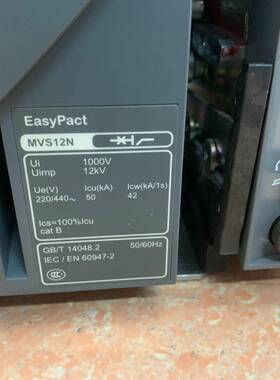 EasyPact
MVS12N
Ui 1000V
Uimp 12kV
Ue(V) Icu(kA) Icw(kA/1s)
220/440~ 50 42
Ics=100%Icu
cat B
GB/T 14048.2 50/60Hz
IEC / EN 60947-2
CCC